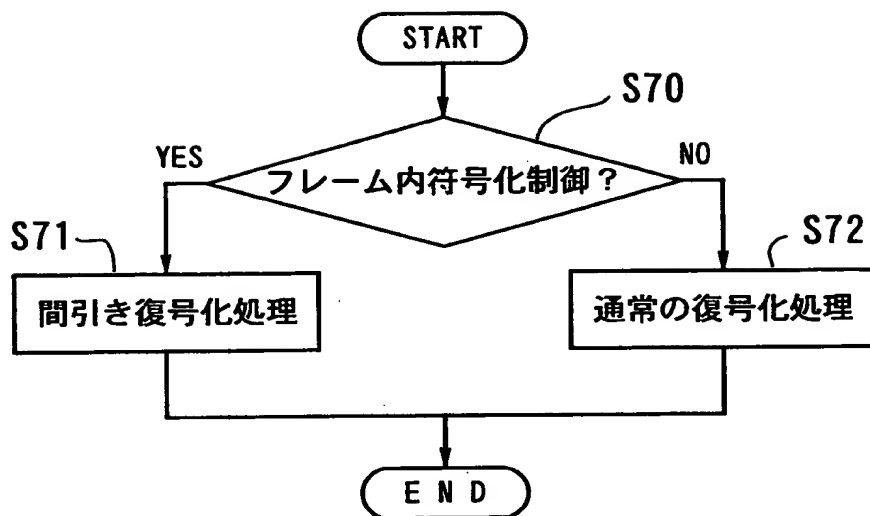 START
S70
YES
NO
フレーム内符号化制御?
S71
S72
間引き復号化処理
通常の復号化処理
E N D